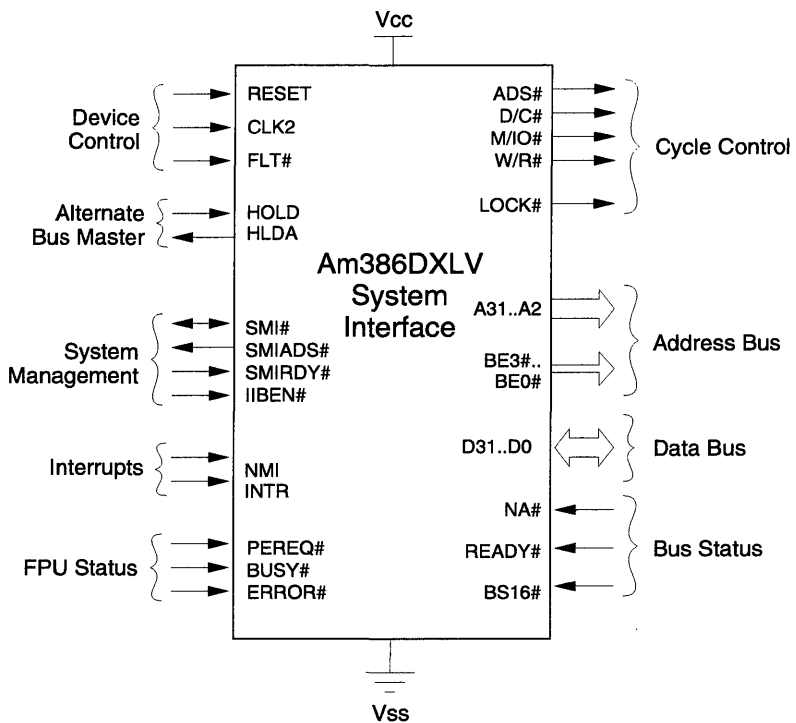 Vcc
Device
Control
RESET
CLK2
FLT#
Alternate
Bus Master
HOLD
HLDA
System
Management
SMI#
SMIADS#
SMIRDY#
IIBEN#
Interrupts
NMI
INTR
FPU Status
PEREQ#
BUSY#
ERROR#
Am386DXLV
System
Interface
ADS#
D/C#
M/IO#
W/R#
LOCK#
Cycle Control
A31..A2
BE3#..
BE0#
Address Bus
D31..D0
Data Bus
NA#
READY#
BS16#
Bus Status
Vss